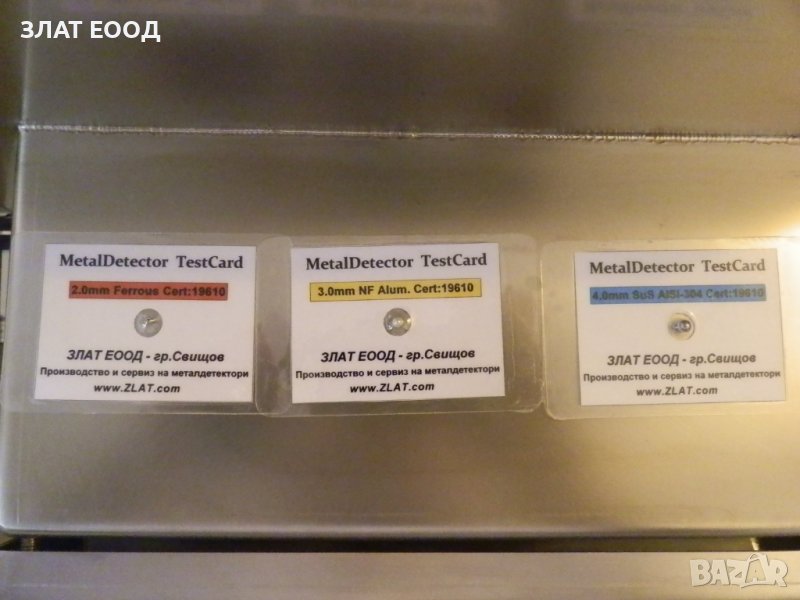 ЗЛАТ ЕООД
MetalDetector TestCard
2.0mm Ferrous Cert:19610
ЗЛАТ ЕООД - гр.Свищов
Производство и сервиз на металдетектори
www.ZLAT.com
MetalDetector TestCard
3.0mm NF Alum. Cert:19610
ЗЛАТ ЕООД - гр.Свищов
Производство и сервиз на металдетектори
www.ZLAT.com
MetalDetector TestCard
4.0mm SuS AISI-304 Cert:19610
ЗЛАТ ЕООД - гр.Свищов
Производство и сервиз на металдетектори
www.ZLAT.com
BAZAR